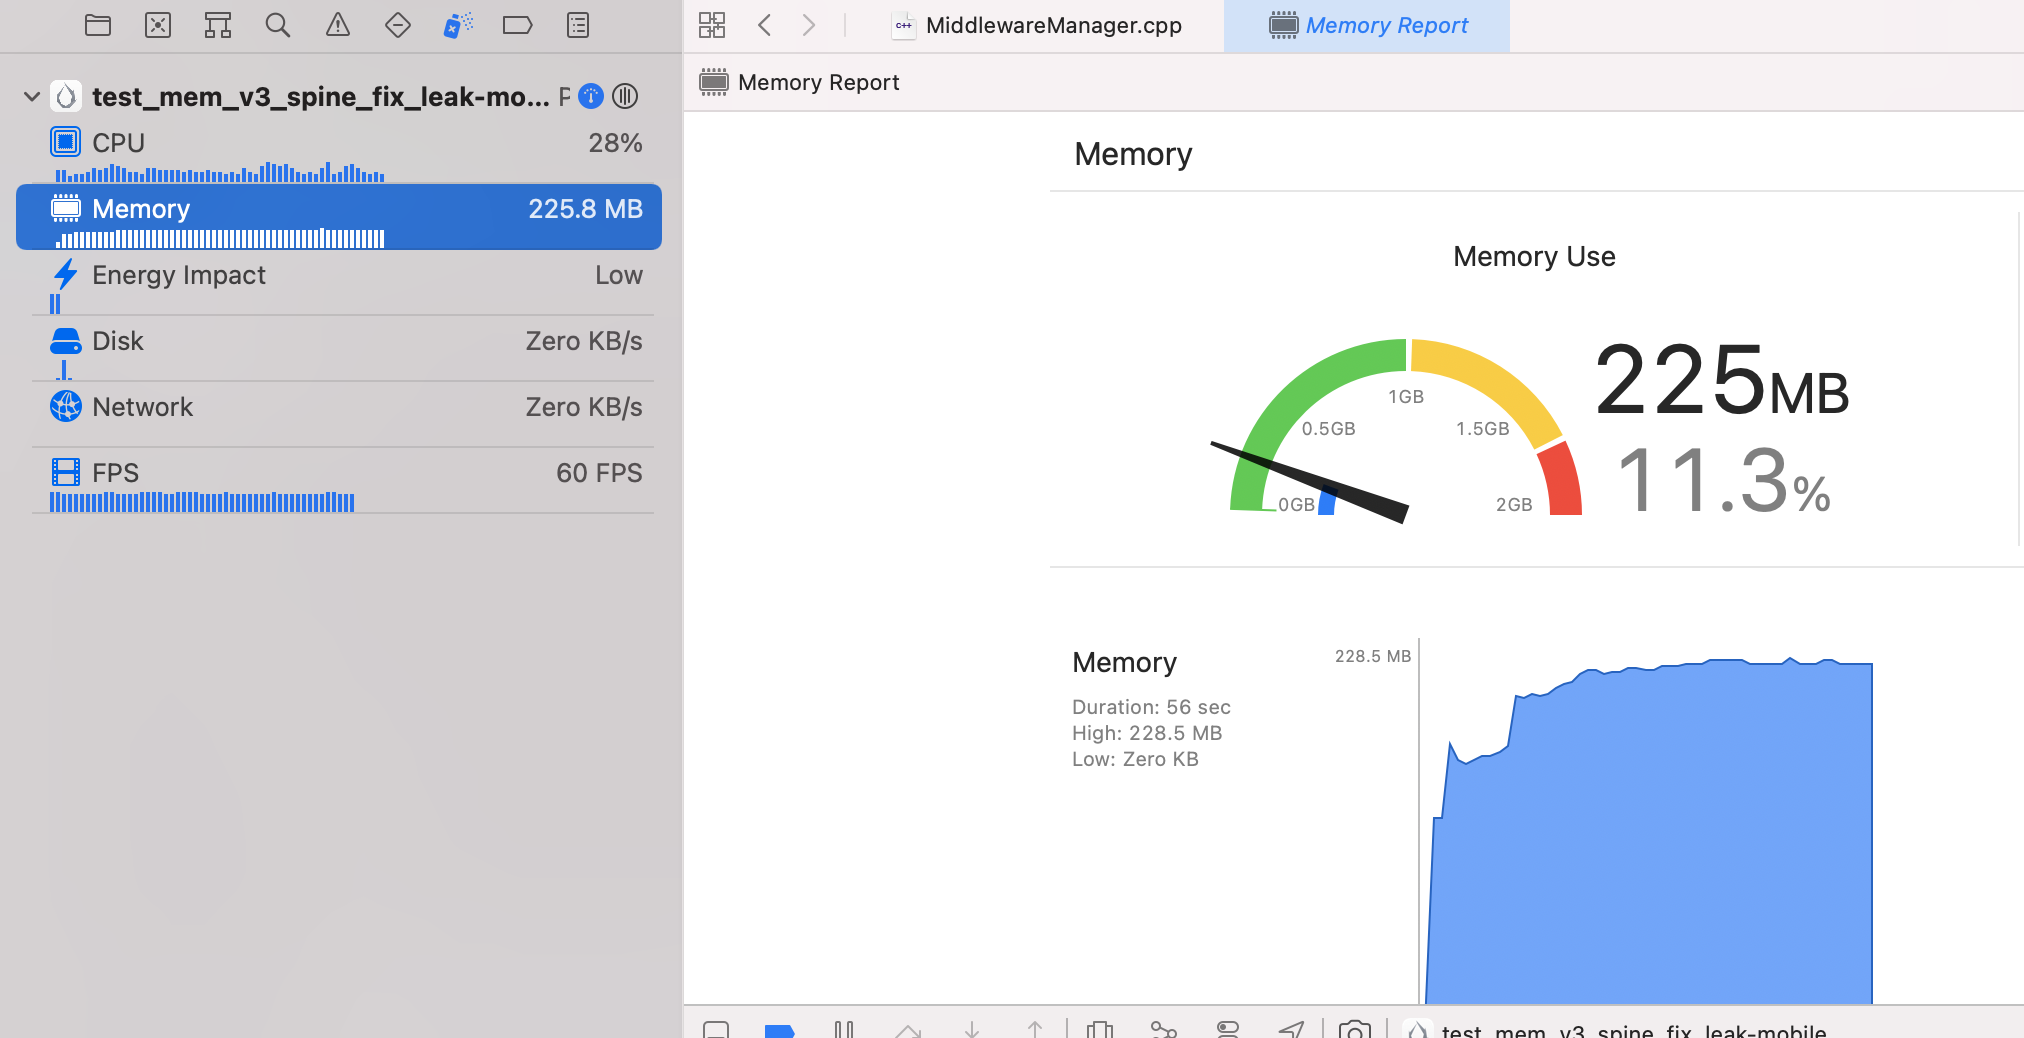 MiddlewareManager.cpp
Memory Report
Memory Report
test_mem_v3_spine_fix_leak-mo... P
CPU 28%
Memory 225.8 MB
Energy Impact Low
Disk Zero KB/s
Network Zero KB/s
FPS 60 FPS
Memory
Memory Use
0GB
0.5GB
1GB
1.5GB
2GB
225MB
11.3%
Memory
Duration: 56 sec
High: 228.5 MB
Low: Zero KB
228.5 MB
test_mem_v3_spine_fix_leak-mobile